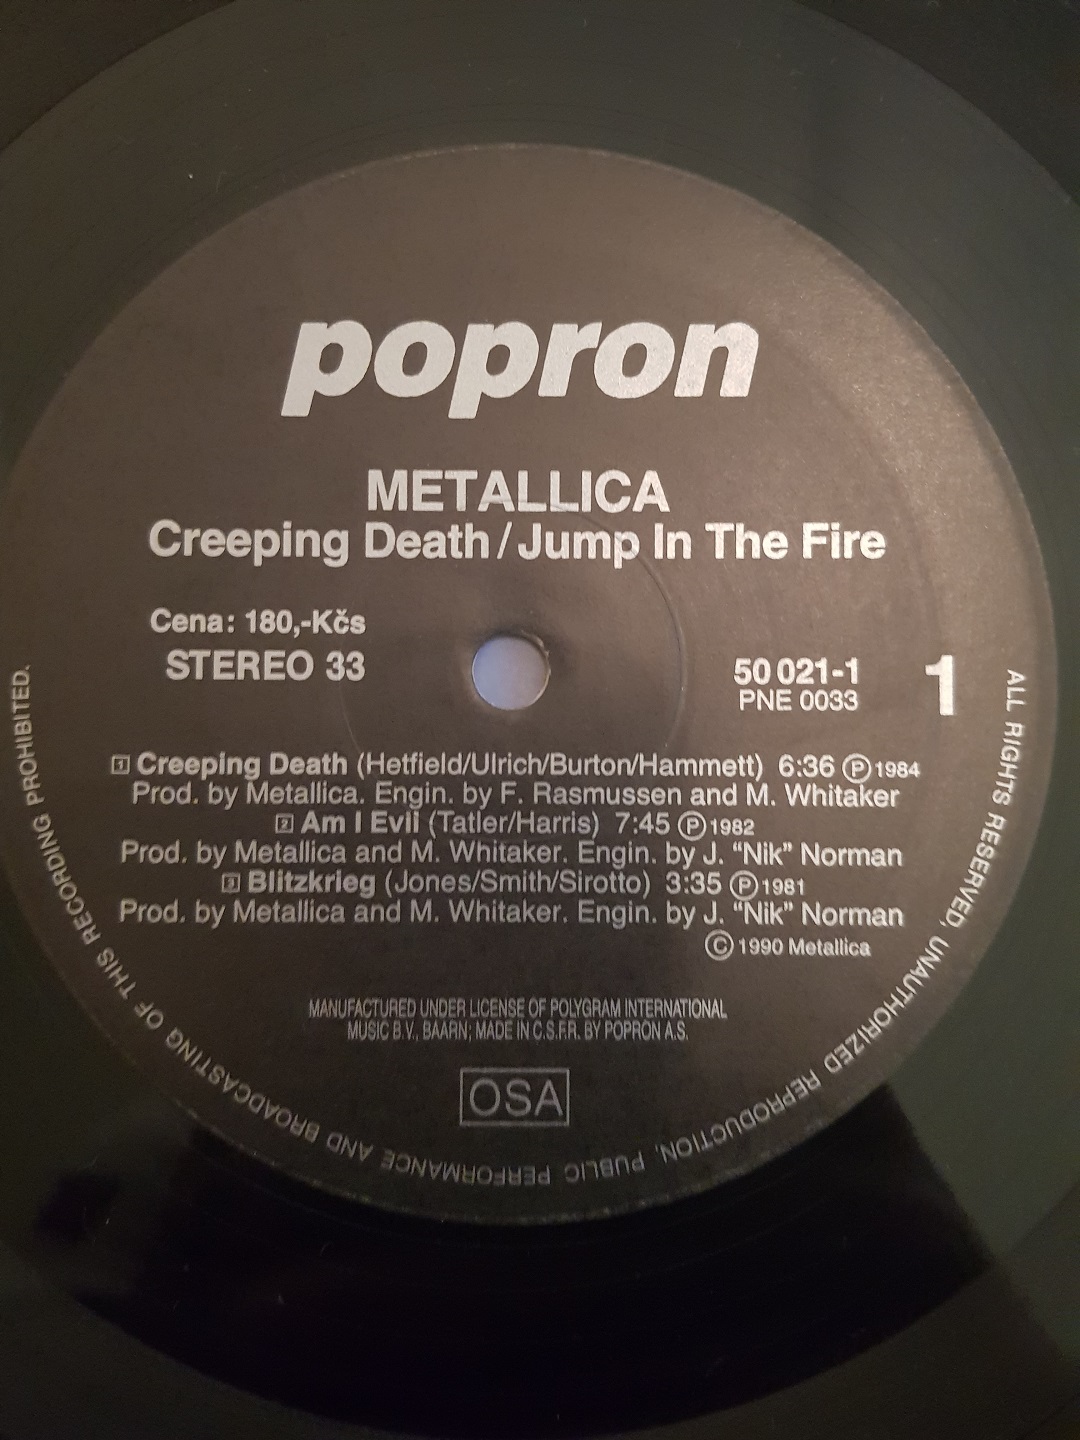 popron
METALLICA
Creeping Death/Jump In The Fire
Cena: 180,-Kčs
STEREO 33
50 021-1
PNE 0033
1
1 Creeping Death (Hetfield/Ulrich/Burton/Hammett) 6:36 Ⓟ 1984
Prod. by Metallica. Engin. by F. Rasmussen and M. Whitaker
2 Am I Evil (Tatler/Harris) 7:45 Ⓟ 1982
Prod. by Metallica and M. Whitaker. Engin. by J. “Nik” Norman
3 Blitzkrieg (Jones/Smith/Sirotto) 3:35 Ⓟ 1981
Prod. by Metallica and M. Whitaker. Engin. by J. “Nik” Norman
© 1990 Metallica
MANUFACTURED UNDER LICENSE OF POLYGRAM INTERNATIONAL
MUSIC B.V., BAARN; MADE IN C.S.F.R. BY POPRON A.S.
OSA
ALL RIGHTS RESERVED, UNAUTHORIZED REPRODUCTION, PUBLIC PERFORMANCE AND BROADCASTING OF THIS RECORDING PROHIBITED.